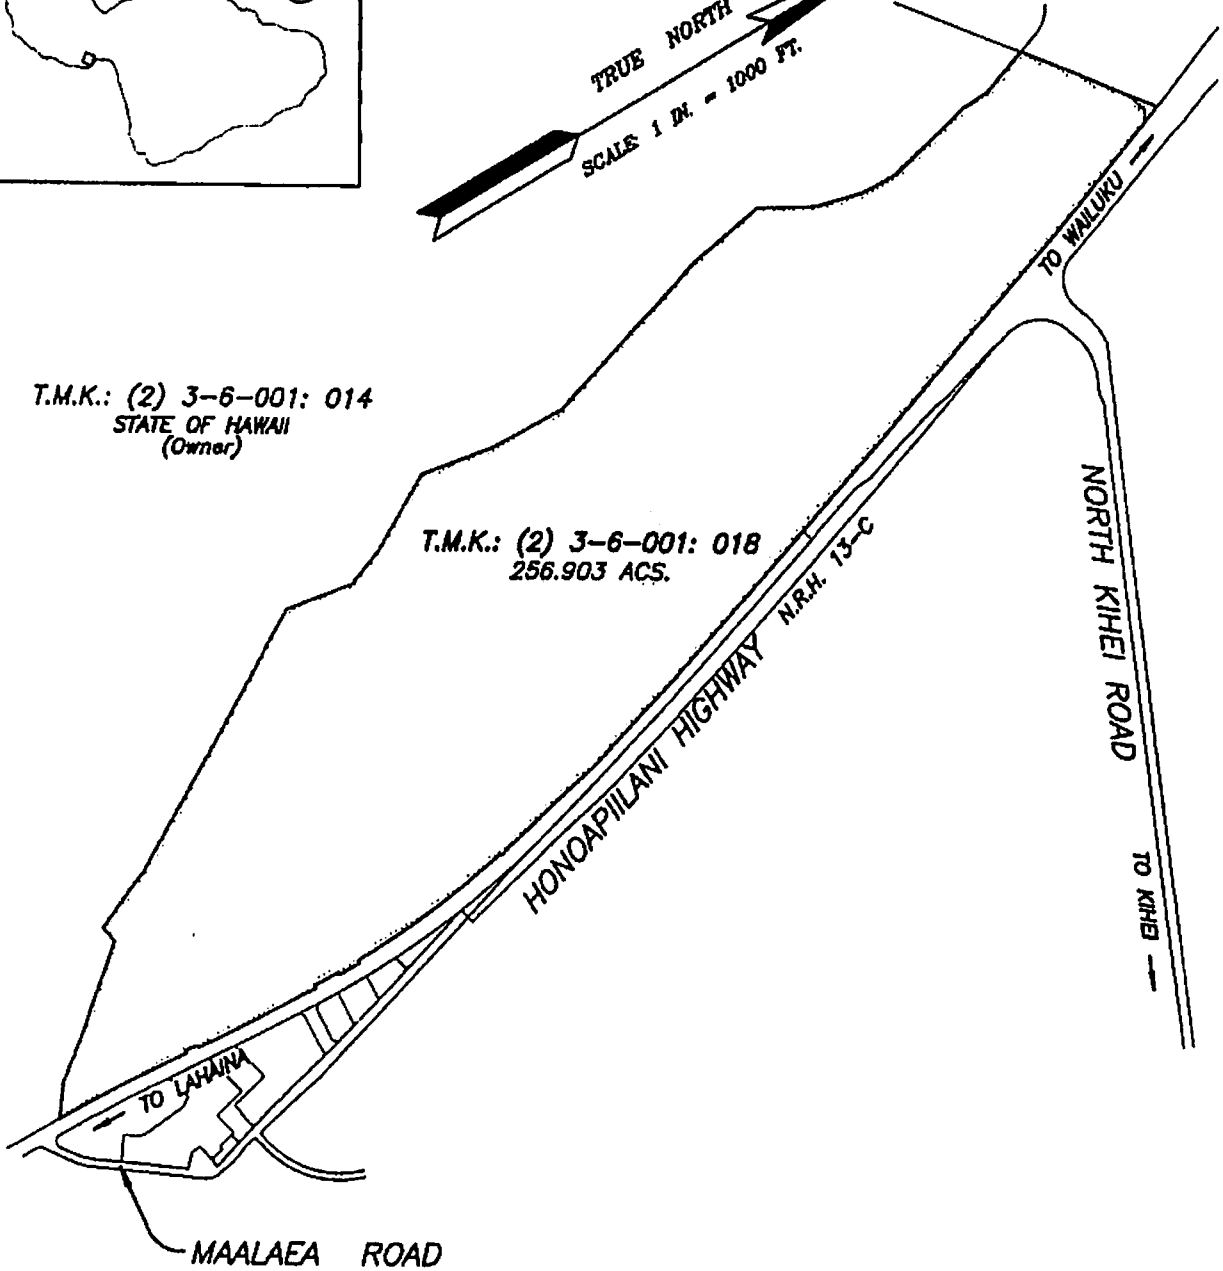 TRUE NORTH
SCALE 1 IN. = 1000 FT.
TO WAILUKU
T.M.K.: (2) 3-6-001: 014
STATE OF HAWAII
(Owner)
T.M.K.: (2) 3-6-001: 018
256.903 ACS.
HONOAPIILANI HIGHWAY N.R.H. 13-C
NORTH KIHEI ROAD
TO KIHEI
TO LAHAINA
MAALAEA ROAD